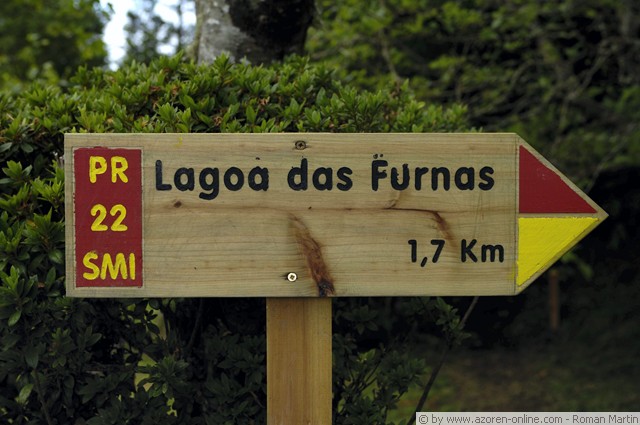 PR
22
SMI
Lagoa das Furnas
1,7 Km
© by www.azoren-online.com - Roman Martin